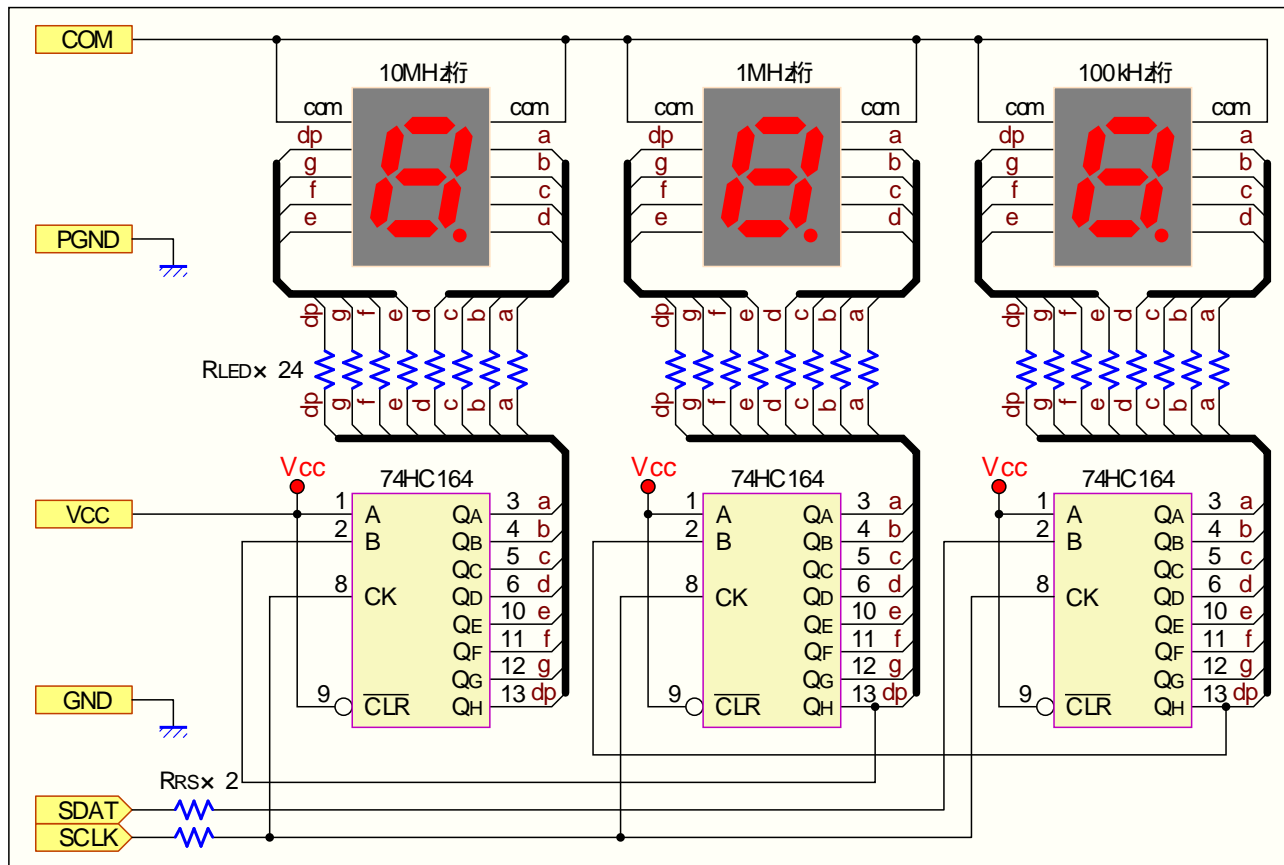 COM
10MHz桁 1MHz桁 100kHz桁
com com com com com com
dp a dp a dp a
g b g b g b
f c f c f c
e d e d e d
PGND
dp g f e d c b a dp g f e d c b a dp g f e d c b a
RLED× 24
dp g f e d c b a dp g f e d c b a dp g f e d c b a
Vcc Vcc Vcc
74HC164 74HC164 74HC164
VCC
1 A QA 3 a 1 A QA 3 a 1 A QA 3 a
2 B QB 4 b 2 B QB 4 b 2 B QB 4 b
QC 5 c QC 5 c QC 5 c
8 CK QD 6 d 8 CK QD 6 d 8 CK QD 6 d
QE 10 e QE 10 e QE 10 e
QF 11 f QF 11 f QF 11 f
QG 12 g QG 12 g QG 12 g
GND
9 CLR QH 13 dp 9 CLR QH 13 dp 9 CLR QH 13 dp
RRS× 2
SDAT
SCLK